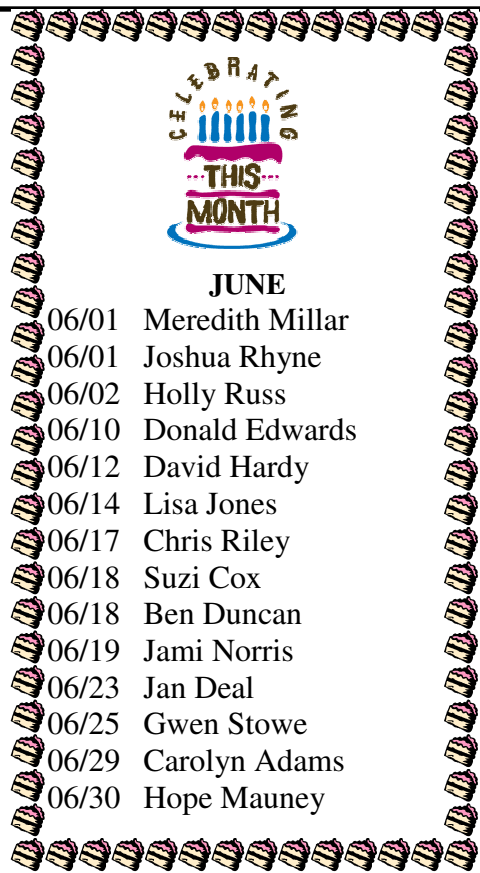 CELEBRATING
THIS
MONTH
JUNE
06/01 Meredith Millar
06/01 Joshua Rhyne
06/02 Holly Russ
06/10 Donald Edwards
06/12 David Hardy
06/14 Lisa Jones
06/17 Chris Riley
06/18 Suzi Cox
06/18 Ben Duncan
06/19 Jami Norris
06/23 Jan Deal
06/25 Gwen Stowe
06/29 Carolyn Adams
06/30 Hope Mauney